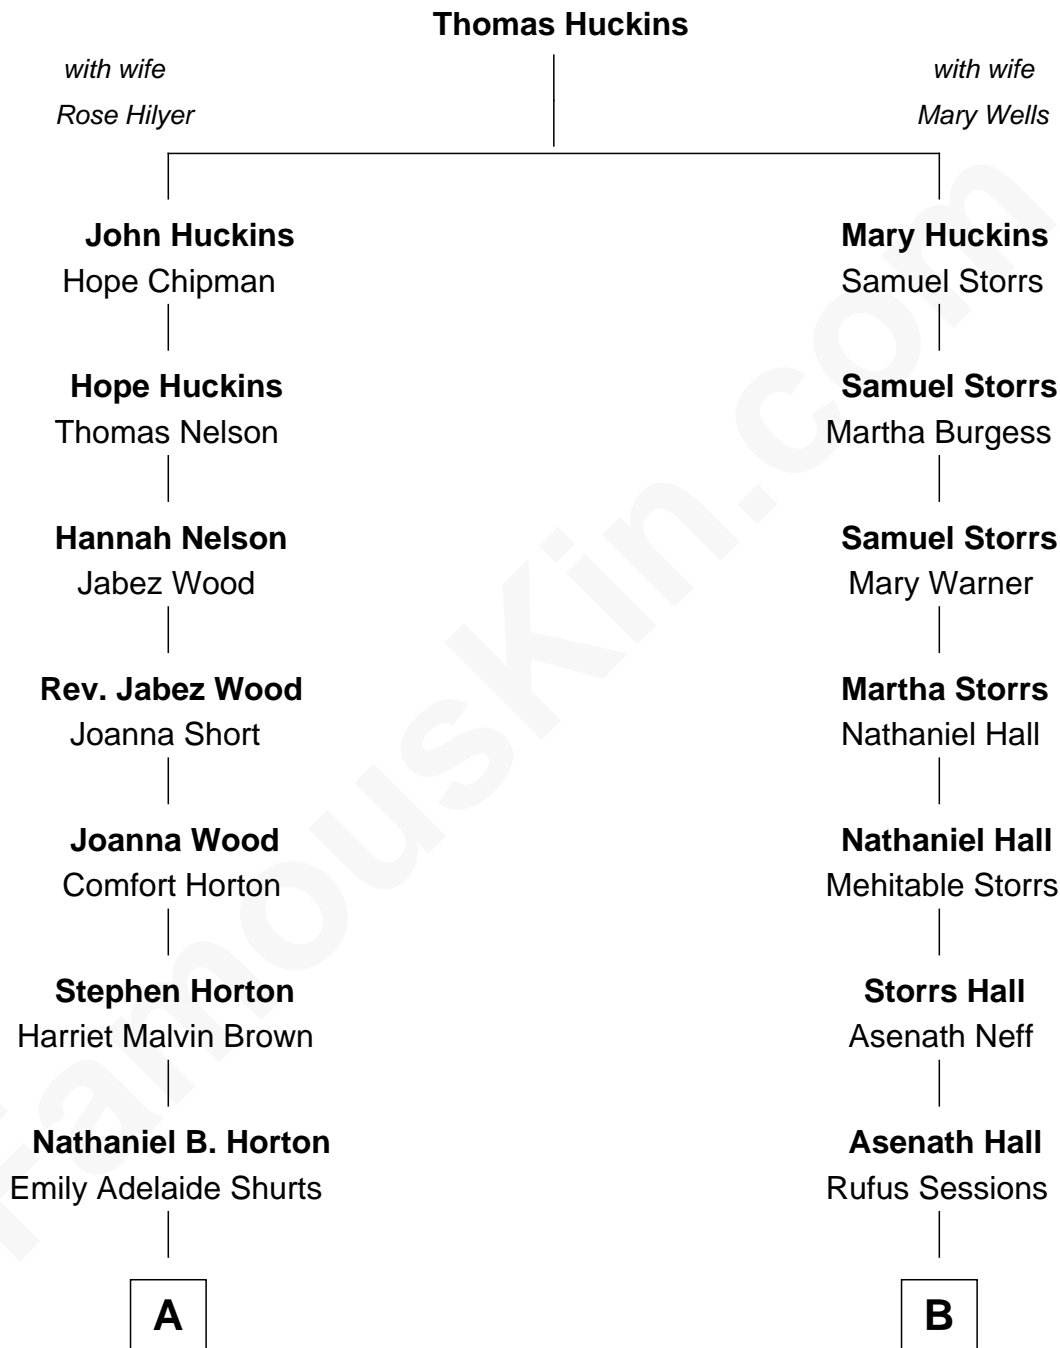 Thomas Huckins
with wife
Rose Hilyer
with wife
Mary Wells
John Huckins
Hope Chipman
Mary Huckins
Samuel Storrs
Hope Huckins
Thomas Nelson
Samuel Storrs
Martha Burgess
Hannah Nelson
Jabez Wood
Samuel Storrs
Mary Warner
Rev. Jabez Wood
Joanna Short
Martha Storrs
Nathaniel Hall
Joanna Wood
Comfort Horton
Nathaniel Hall
Mehitable Storrs
Stephen Horton
Harriet Malvin Brown
Storrs Hall
Asenath Neff
Nathaniel B. Horton
Emily Adelaide Shurts
Asenath Hall
Rufus Sessions
A
B
FamousKin.com